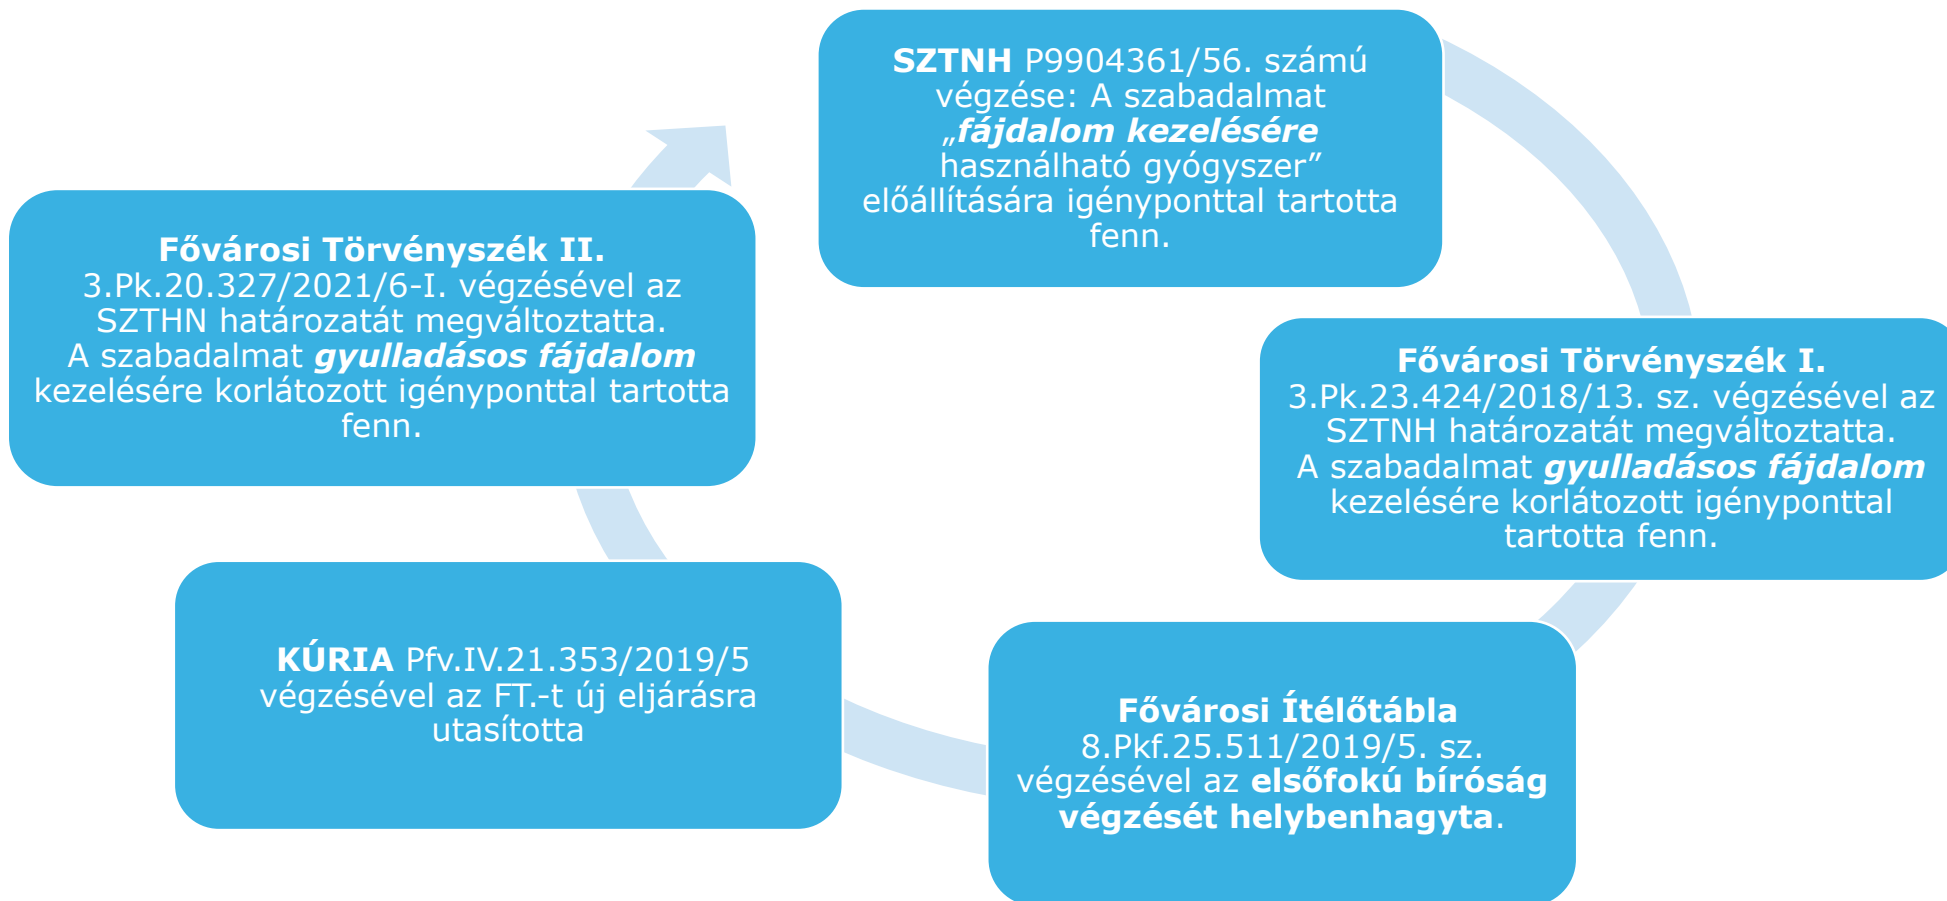 SZTNH P9904361/56. számú
végzése: A szabadalmat
„fájdalom kezelésére
használható gyógyszer”
előállítására igényponttal tartotta
fenn.
Fővárosi Törvényszék I.
3.Pk.23.424/2018/13. sz. végzésével az
SZTNH határozatát megváltoztatta.
A szabadalmat gyulladásos fájdalom
kezelésére korlátozott igényponttal
tartotta fenn.
Fővárosi Ítélőtábla
8.Pkf.25.511/2019/5. sz.
végzésével az elsőfokú bíróság
végzését helybenhagyta.
KÚRIA Pfv.IV.21.353/2019/5
végzésével az FT.-t új eljárásra
utasította
Fővárosi Törvényszék II.
3.Pk.20.327/2021/6-I. végzésével az
SZTHN határozatát megváltoztatta.
A szabadalmat gyulladásos fájdalom
kezelésére korlátozott igényponttal tartotta
fenn.